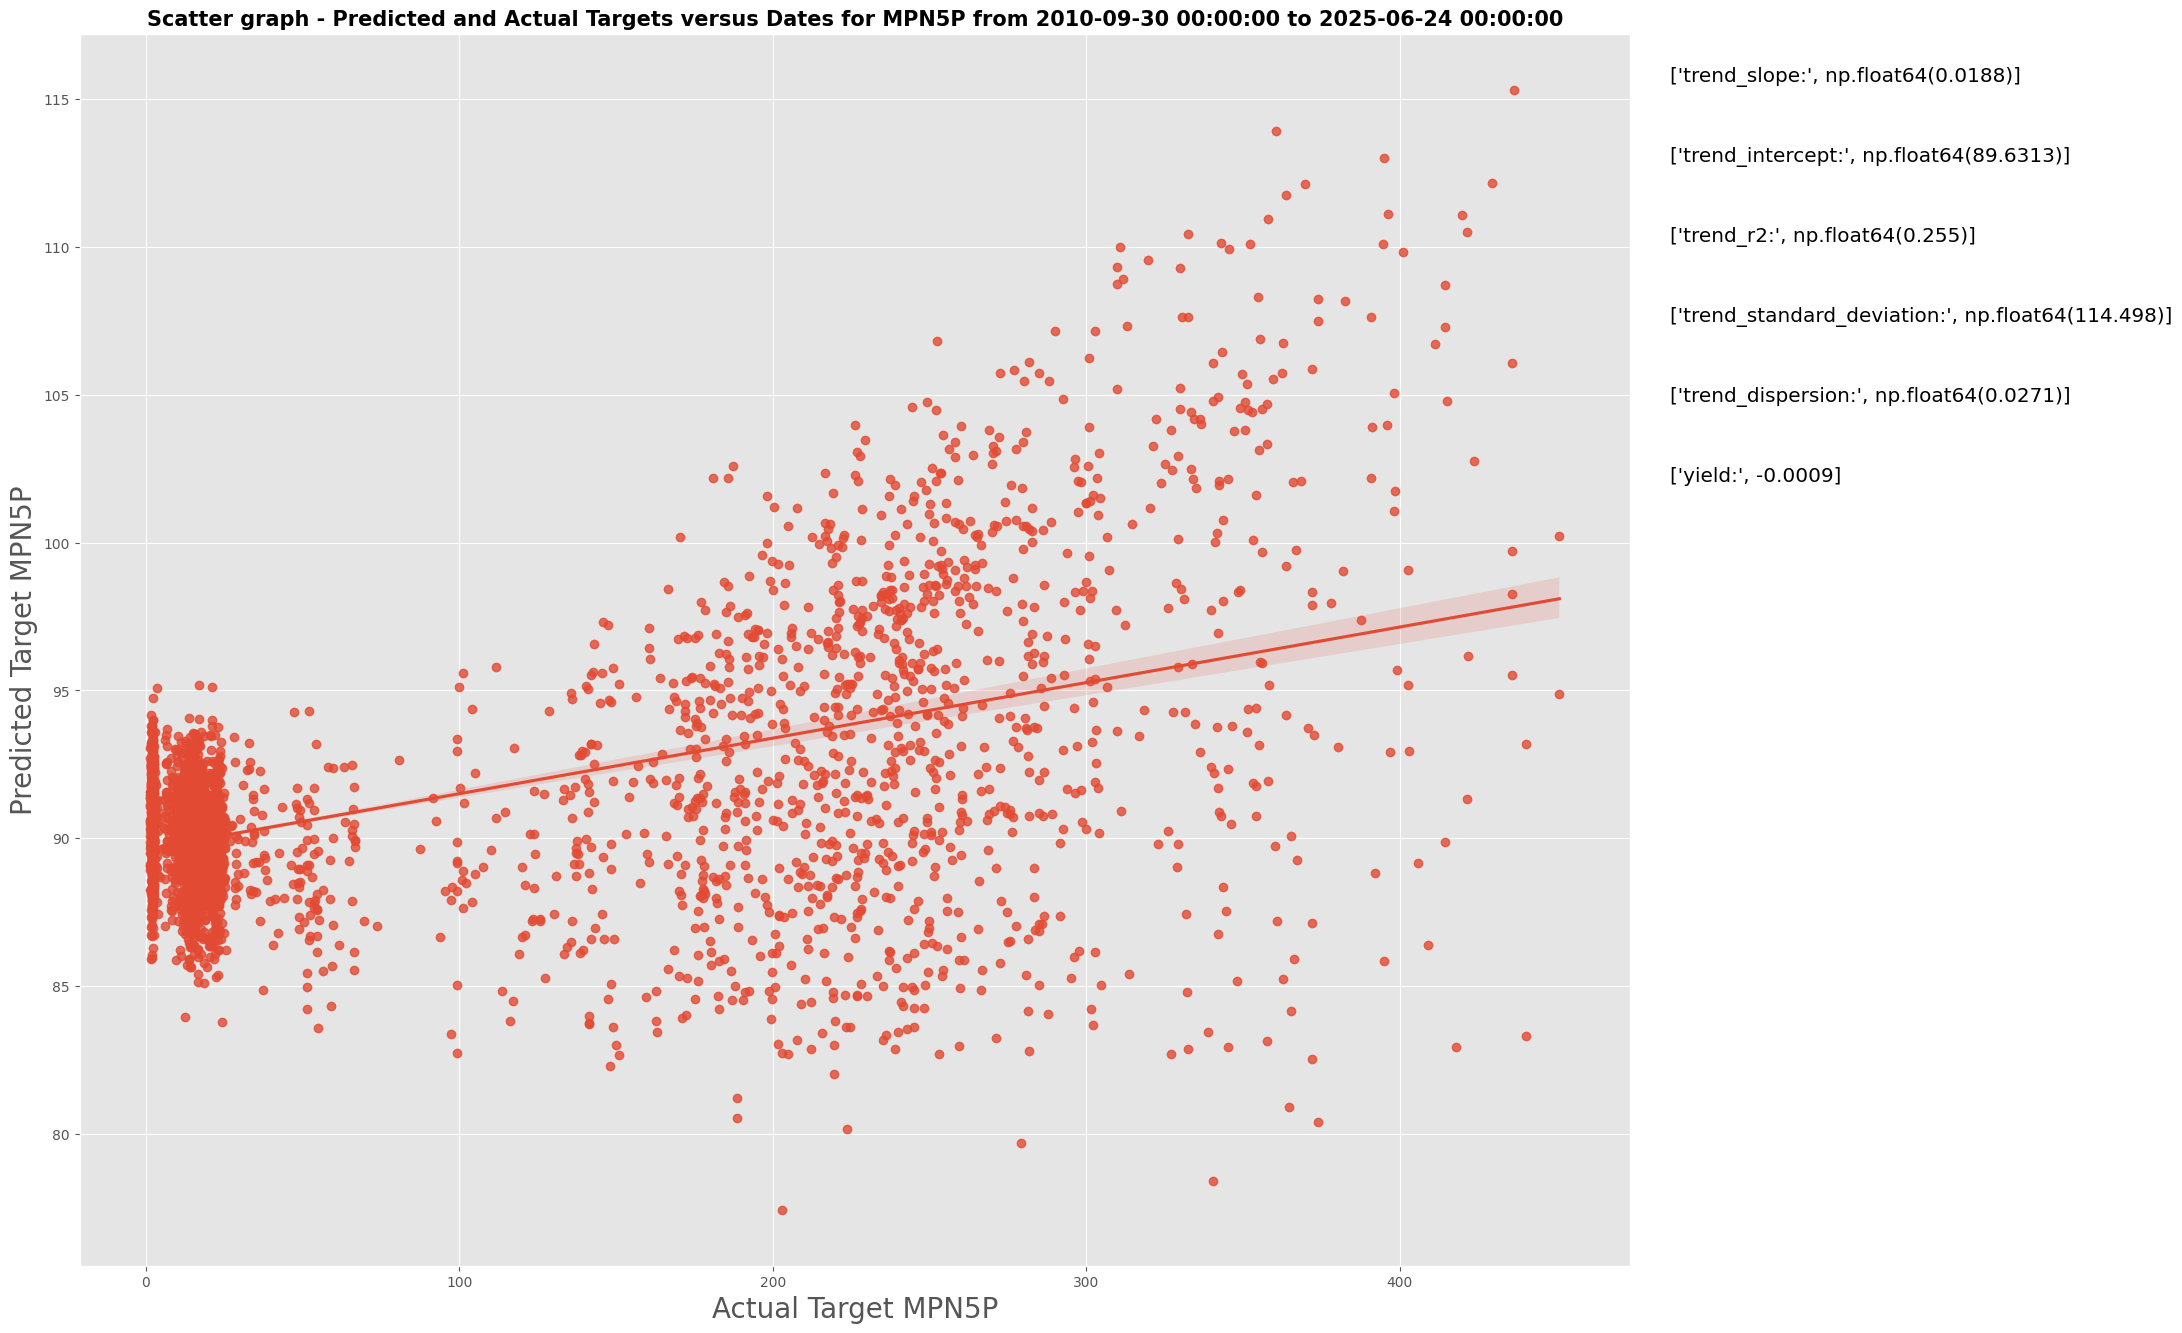 Scatter graph - Predicted and Actual Targets versus Dates for MPN5P from 2010-09-30 00:00:00 to 2025-06-24 00:00:00
['trend_slope:', np.float64(0.0188)]
['trend_intercept:', np.float64(89.6313)]
['trend_r2:', np.float64(0.255)]
['trend_standard_deviation:', np.float64(114.498)]
['trend_dispersion:', np.float64(0.0271)]
['yield:', -0.0009]
Predicted Target MPN5P
115
110
105
100
95
90
85
80
0 100 200 300 400
Actual Target MPN5P